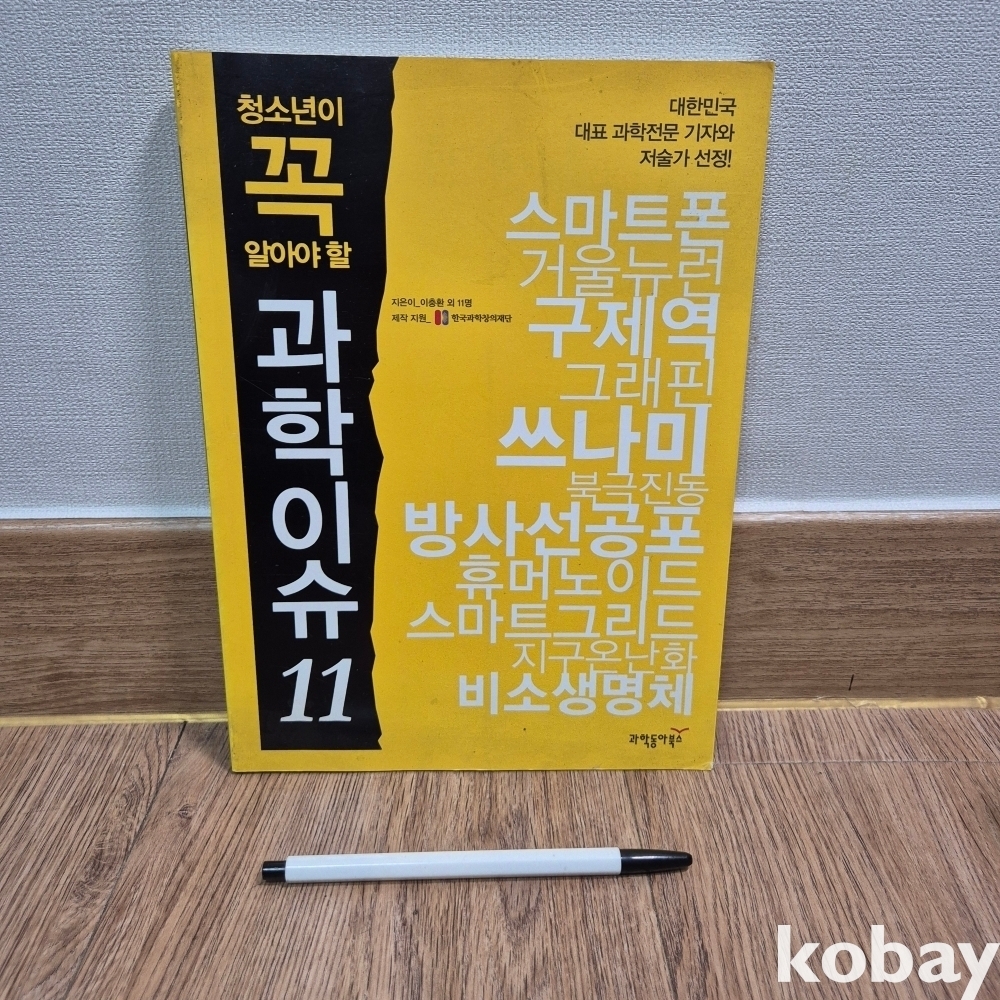 청소년이
꼭
알아야 할
과학이슈
11
대한민국
대표 과학전문 기자와
저술가 선정!
지은이_이충환 외 11명
제작 지원_ 한국과학창의재단
스마트폰
거울뉴런
구제역
그래핀
쓰나미
북극진동
방사선공포
휴머노이드
스마트그리드
지구온난화
비소생명체
과학동아북스
kobay